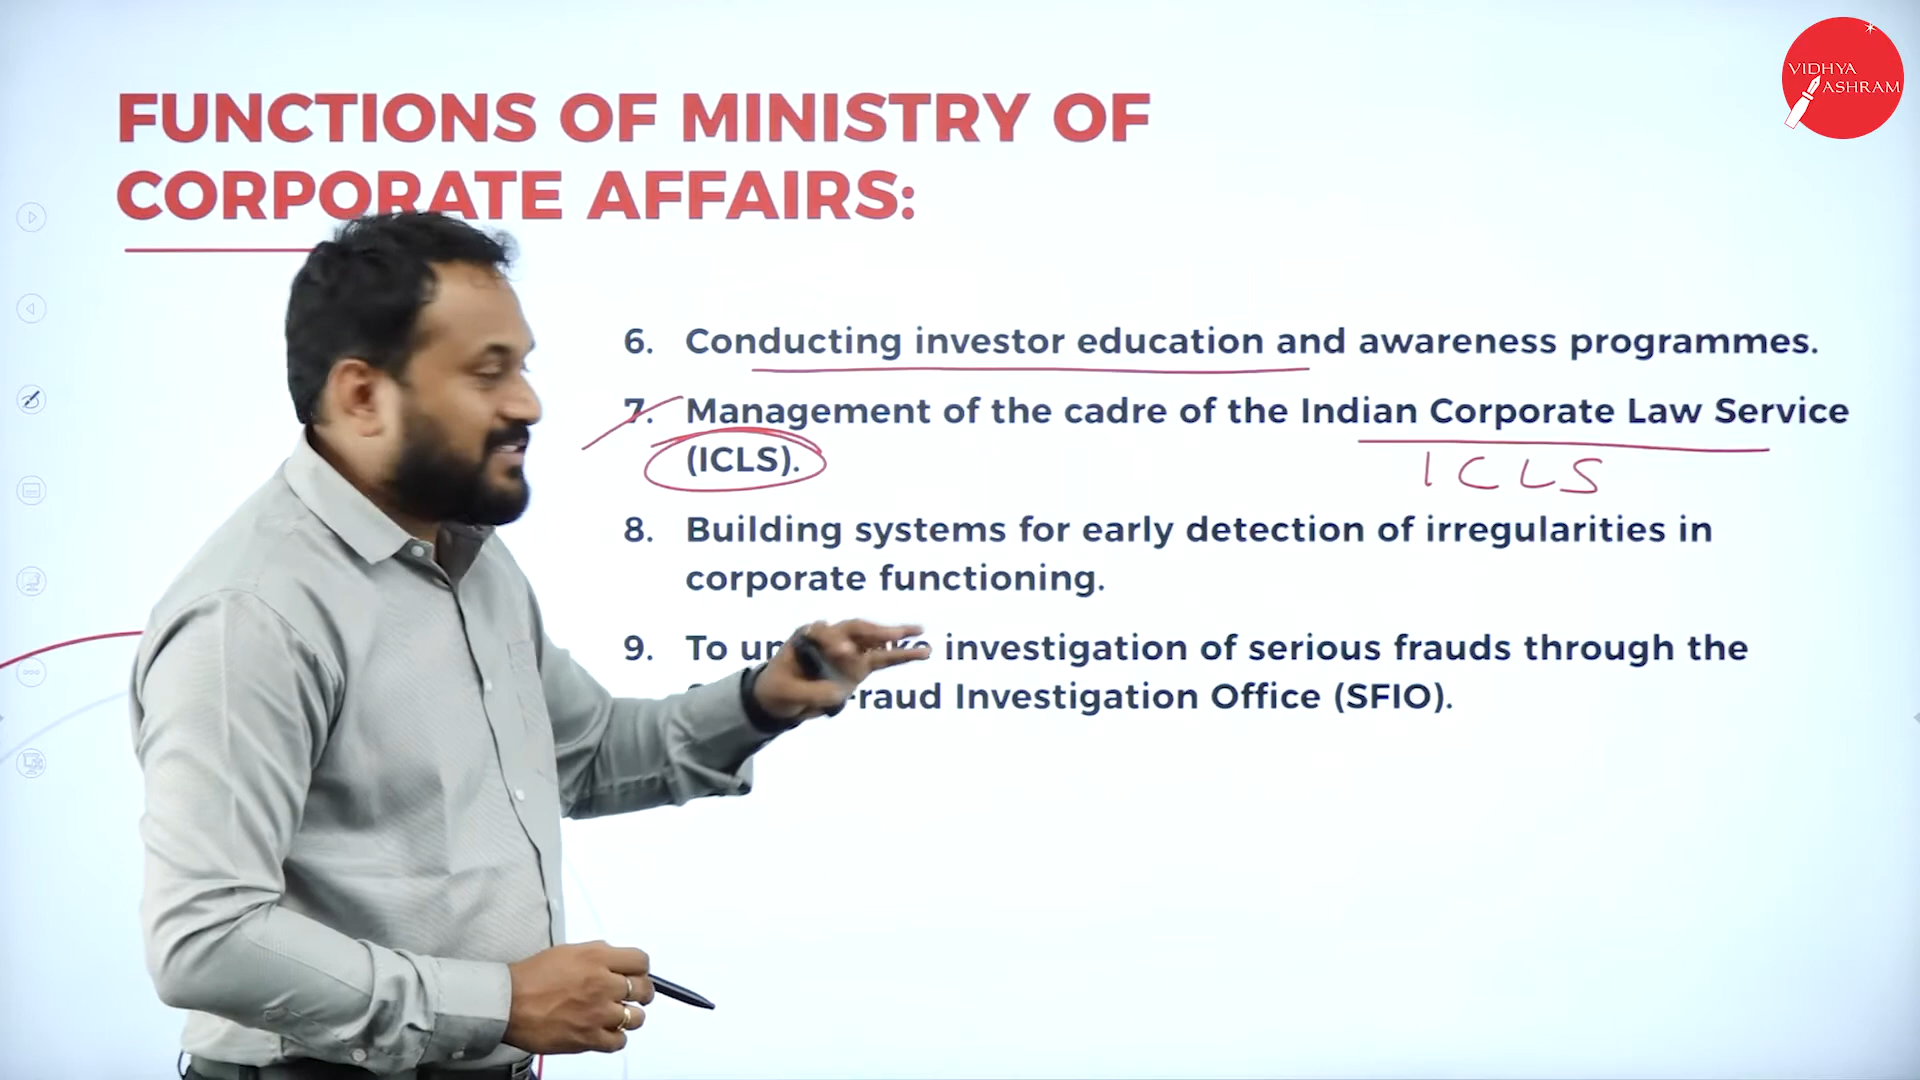 VIDHYA
ASHRAM
FUNCTIONS OF MINISTRY OF
CORPORATE AFFAIRS:
6. Conducting investor education and awareness programmes.
7. Management of the cadre of the Indian Corporate Law Service
(ICLS).
ICLS
8. Building systems for early detection of irregularities in
corporate functioning.
9. To investigation of serious frauds through the
Investigation Office (SFIO).